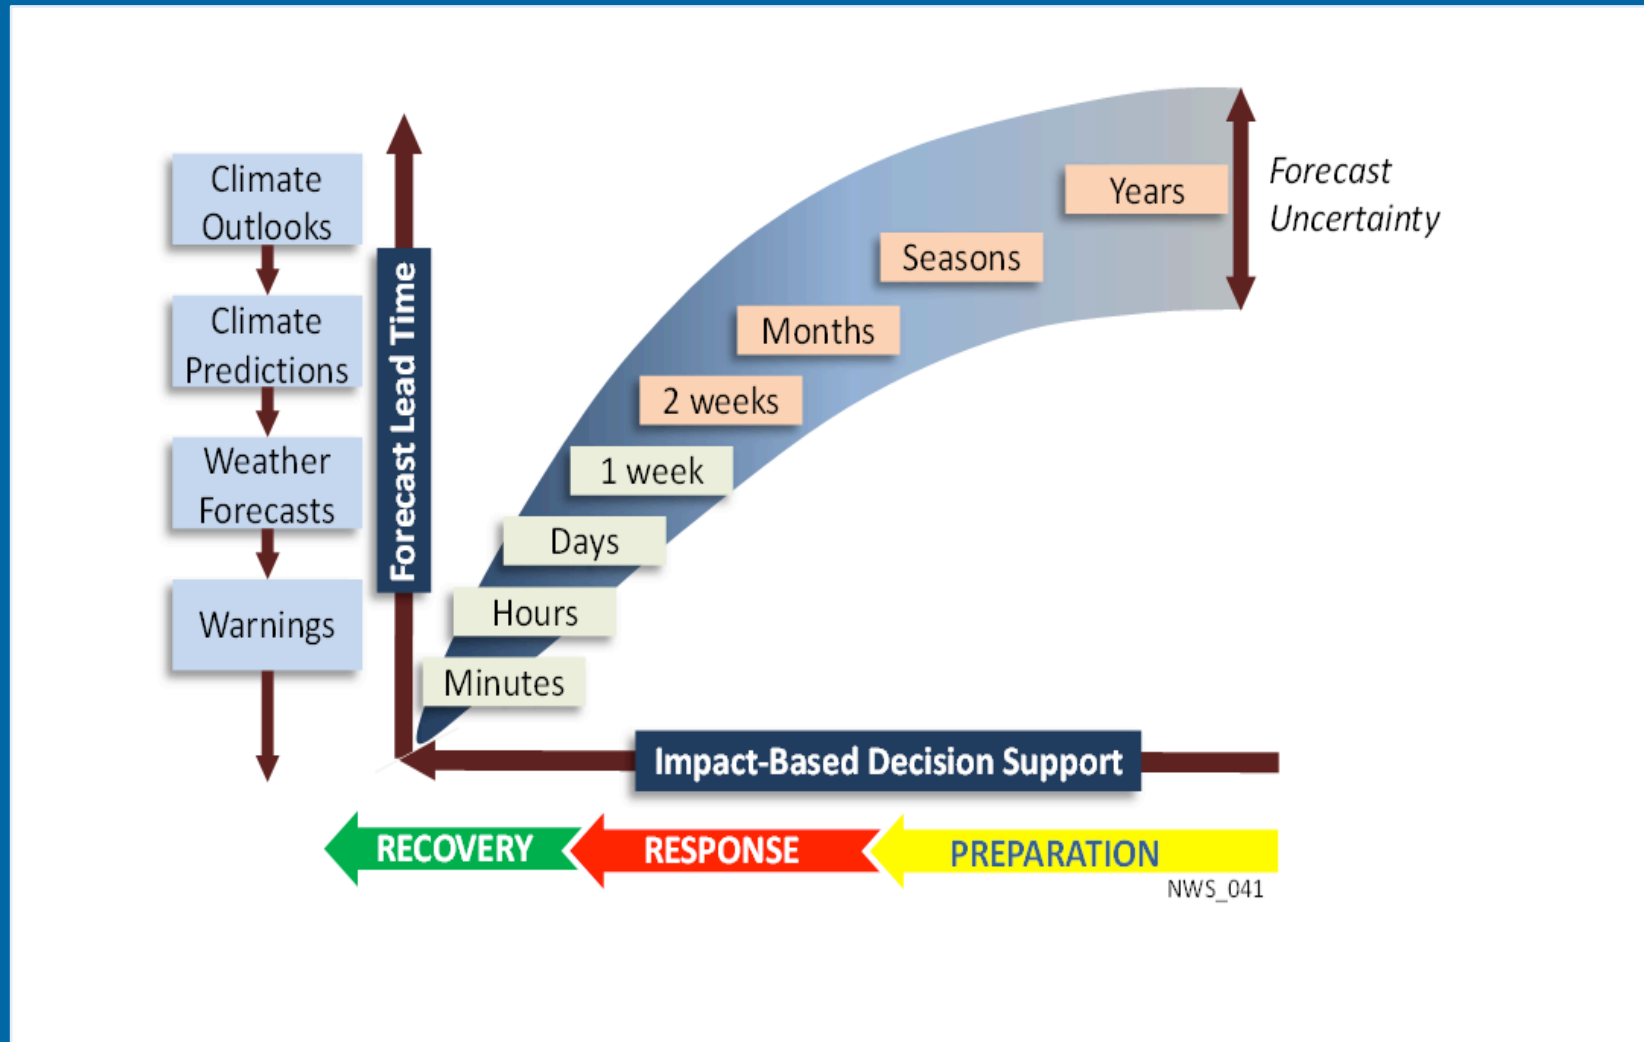 Climate
Outlooks
Climate
Predictions
Weather
Forecasts
Warnings
Forecast Lead Time
Years
Seasons
Months
2 weeks
1 week
Days
Hours
Minutes
Forecast
Uncertainty
Impact-Based Decision Support
RECOVERY
RESPONSE
PREPARATION
NWS_041